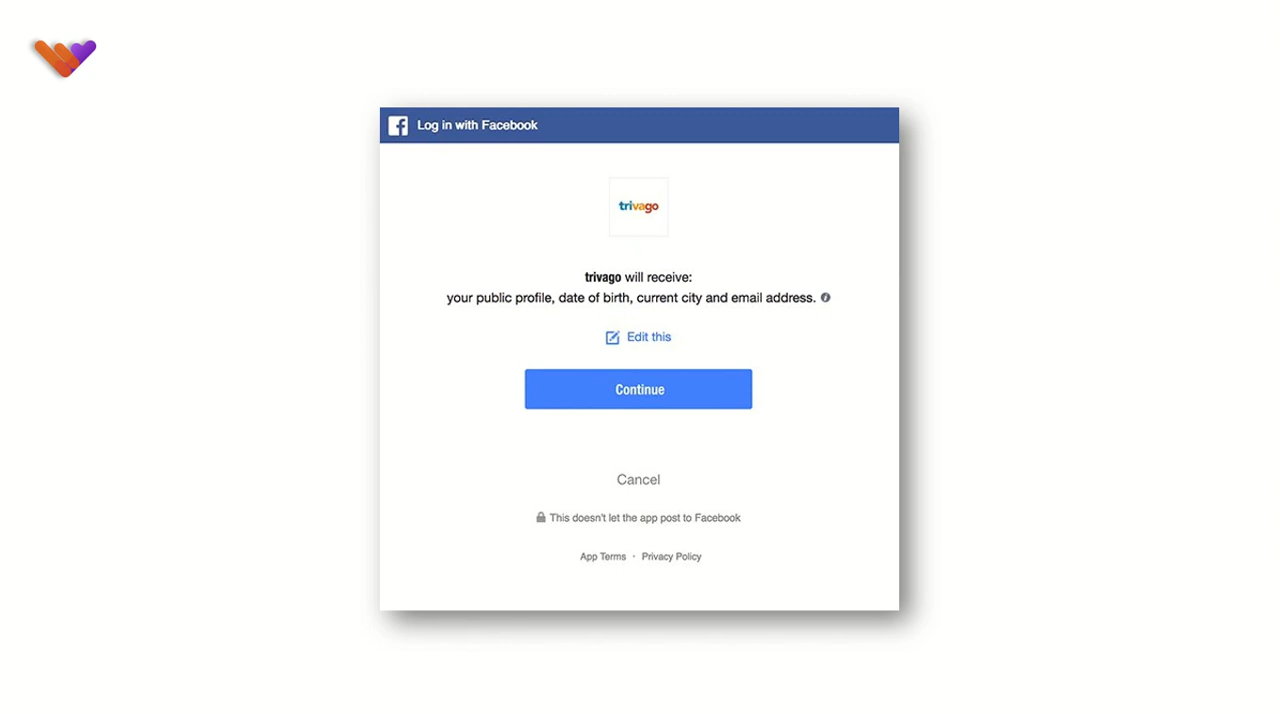 Log in with Facebook
trivago
trivago will receive:
your public profile, date of birth, current city and email address.
Edit this
Continue
Cancel
This doesn't let the app post to Facebook
App Terms · Privacy Policy